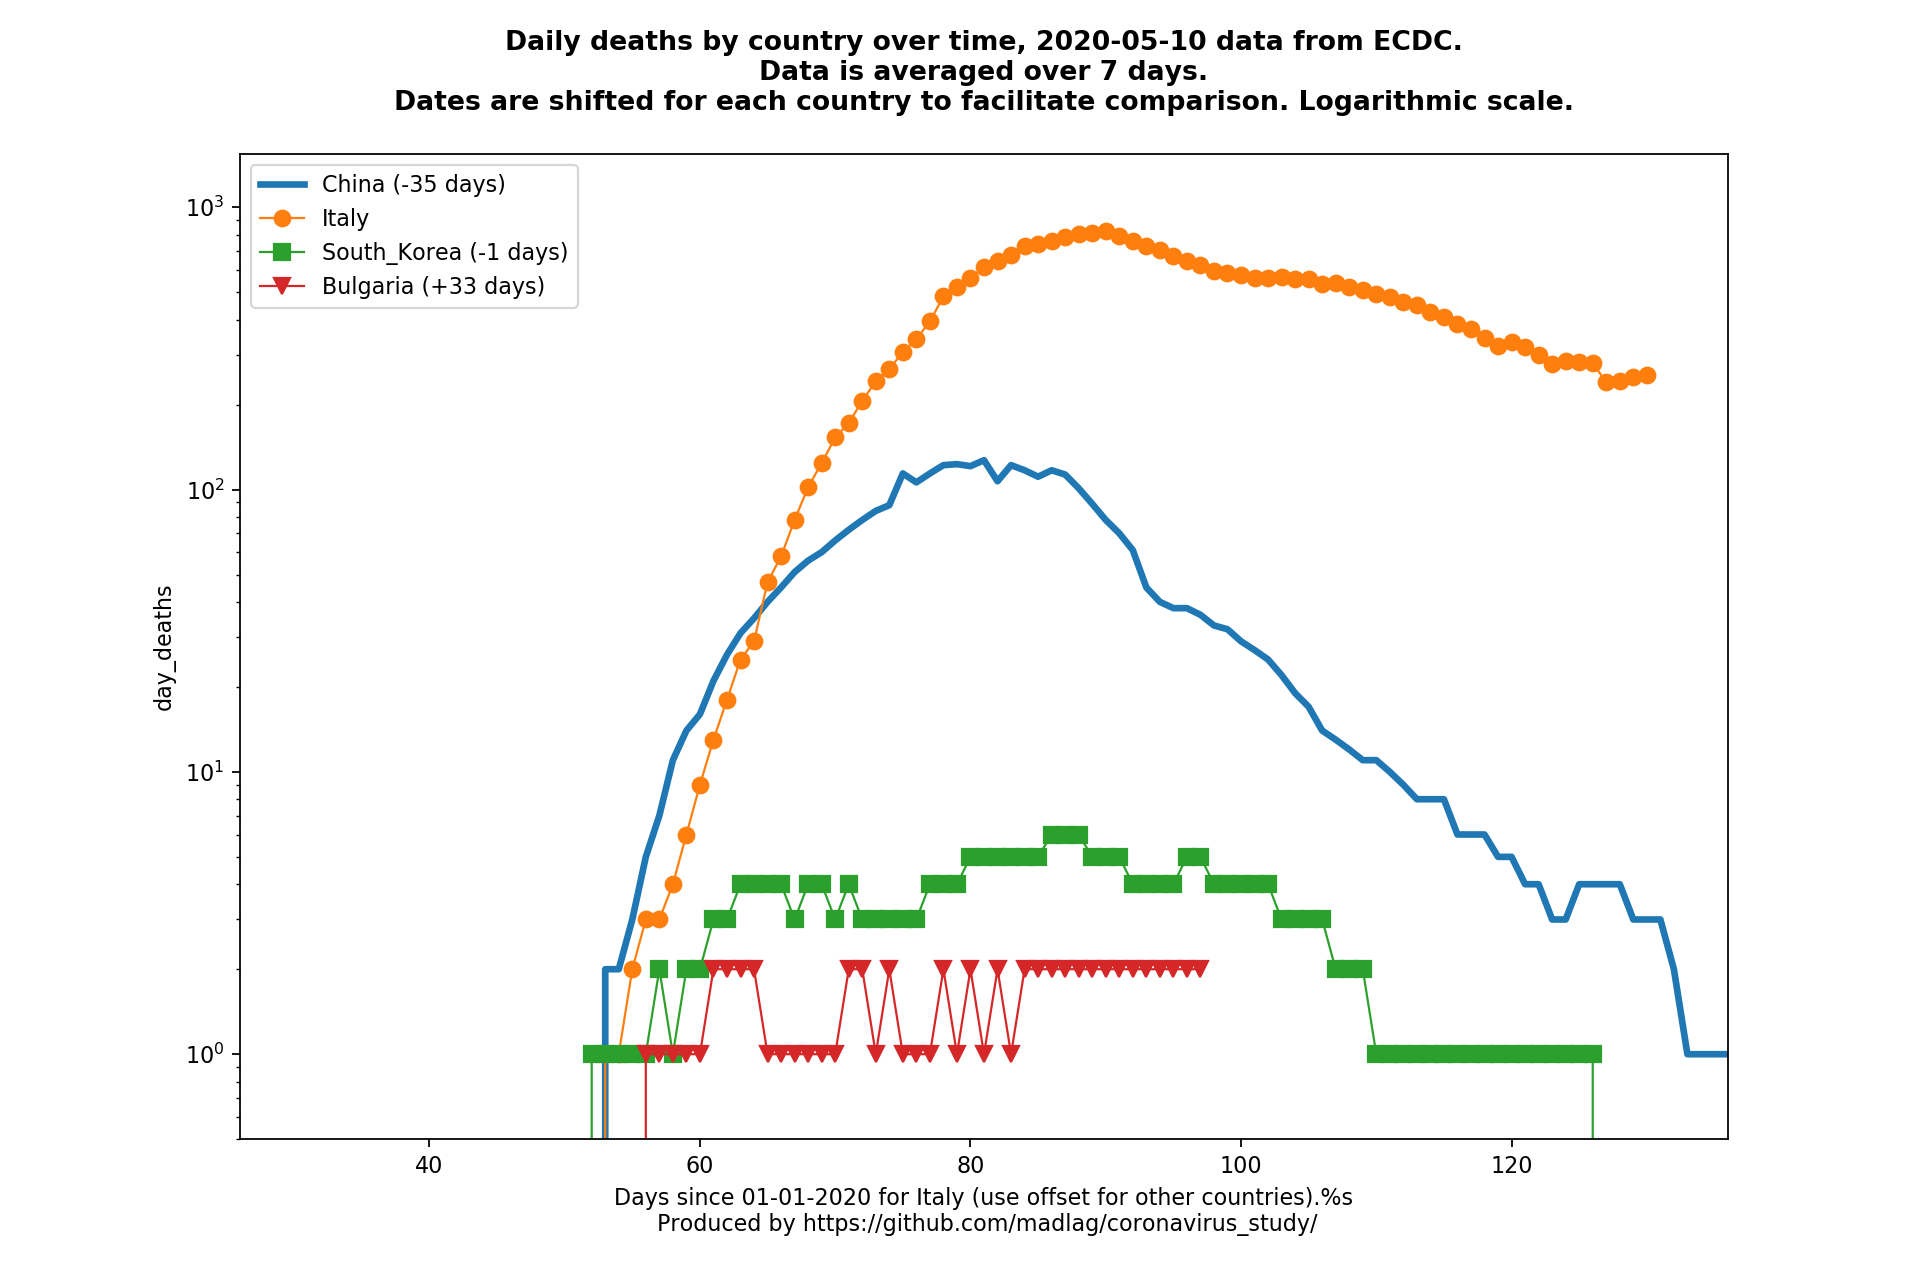 Daily deaths by country over time, 2020-05-10 data from ECDC.
Data is averaged over 7 days.
Dates are shifted for each country to facilitate comparison. Logarithmic scale.
China (-35 days)
Italy
South_Korea (-1 days)
Bulgaria (+33 days)
10³
10²
10¹
10⁰
day_deaths
40 60 80 100 120
Days since 01-01-2020 for Italy (use offset for other countries).%s
Produced by https://github.com/madlag/coronavirus_study/